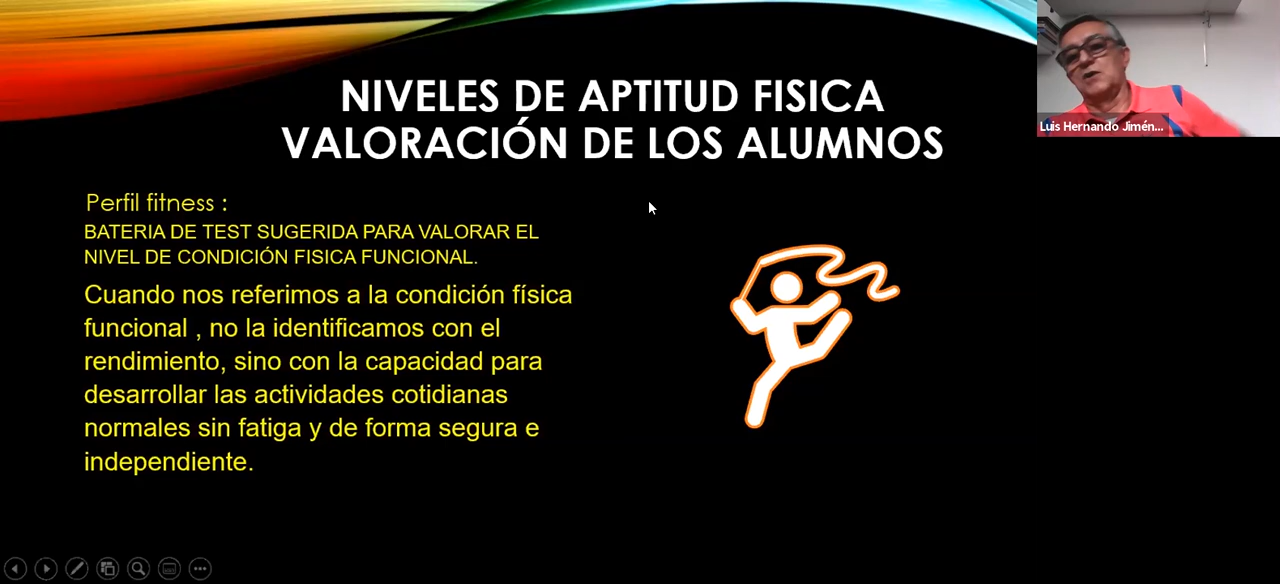 NIVELES DE APTITUD FISICA
VALORACIÓN DE LOS ALUMNOS
Luis Hernando Jimén...
Perfil fitness :
BATERIA DE TEST SUGERIDA PARA VALORAR EL
NIVEL DE CONDICIÓN FISICA FUNCIONAL.
Cuando nos referimos a la condición física
funcional , no la identificamos con el
rendimiento, sino con la capacidad para
desarrollar las actividades cotidianas
normales sin fatiga y de forma segura e
independiente.